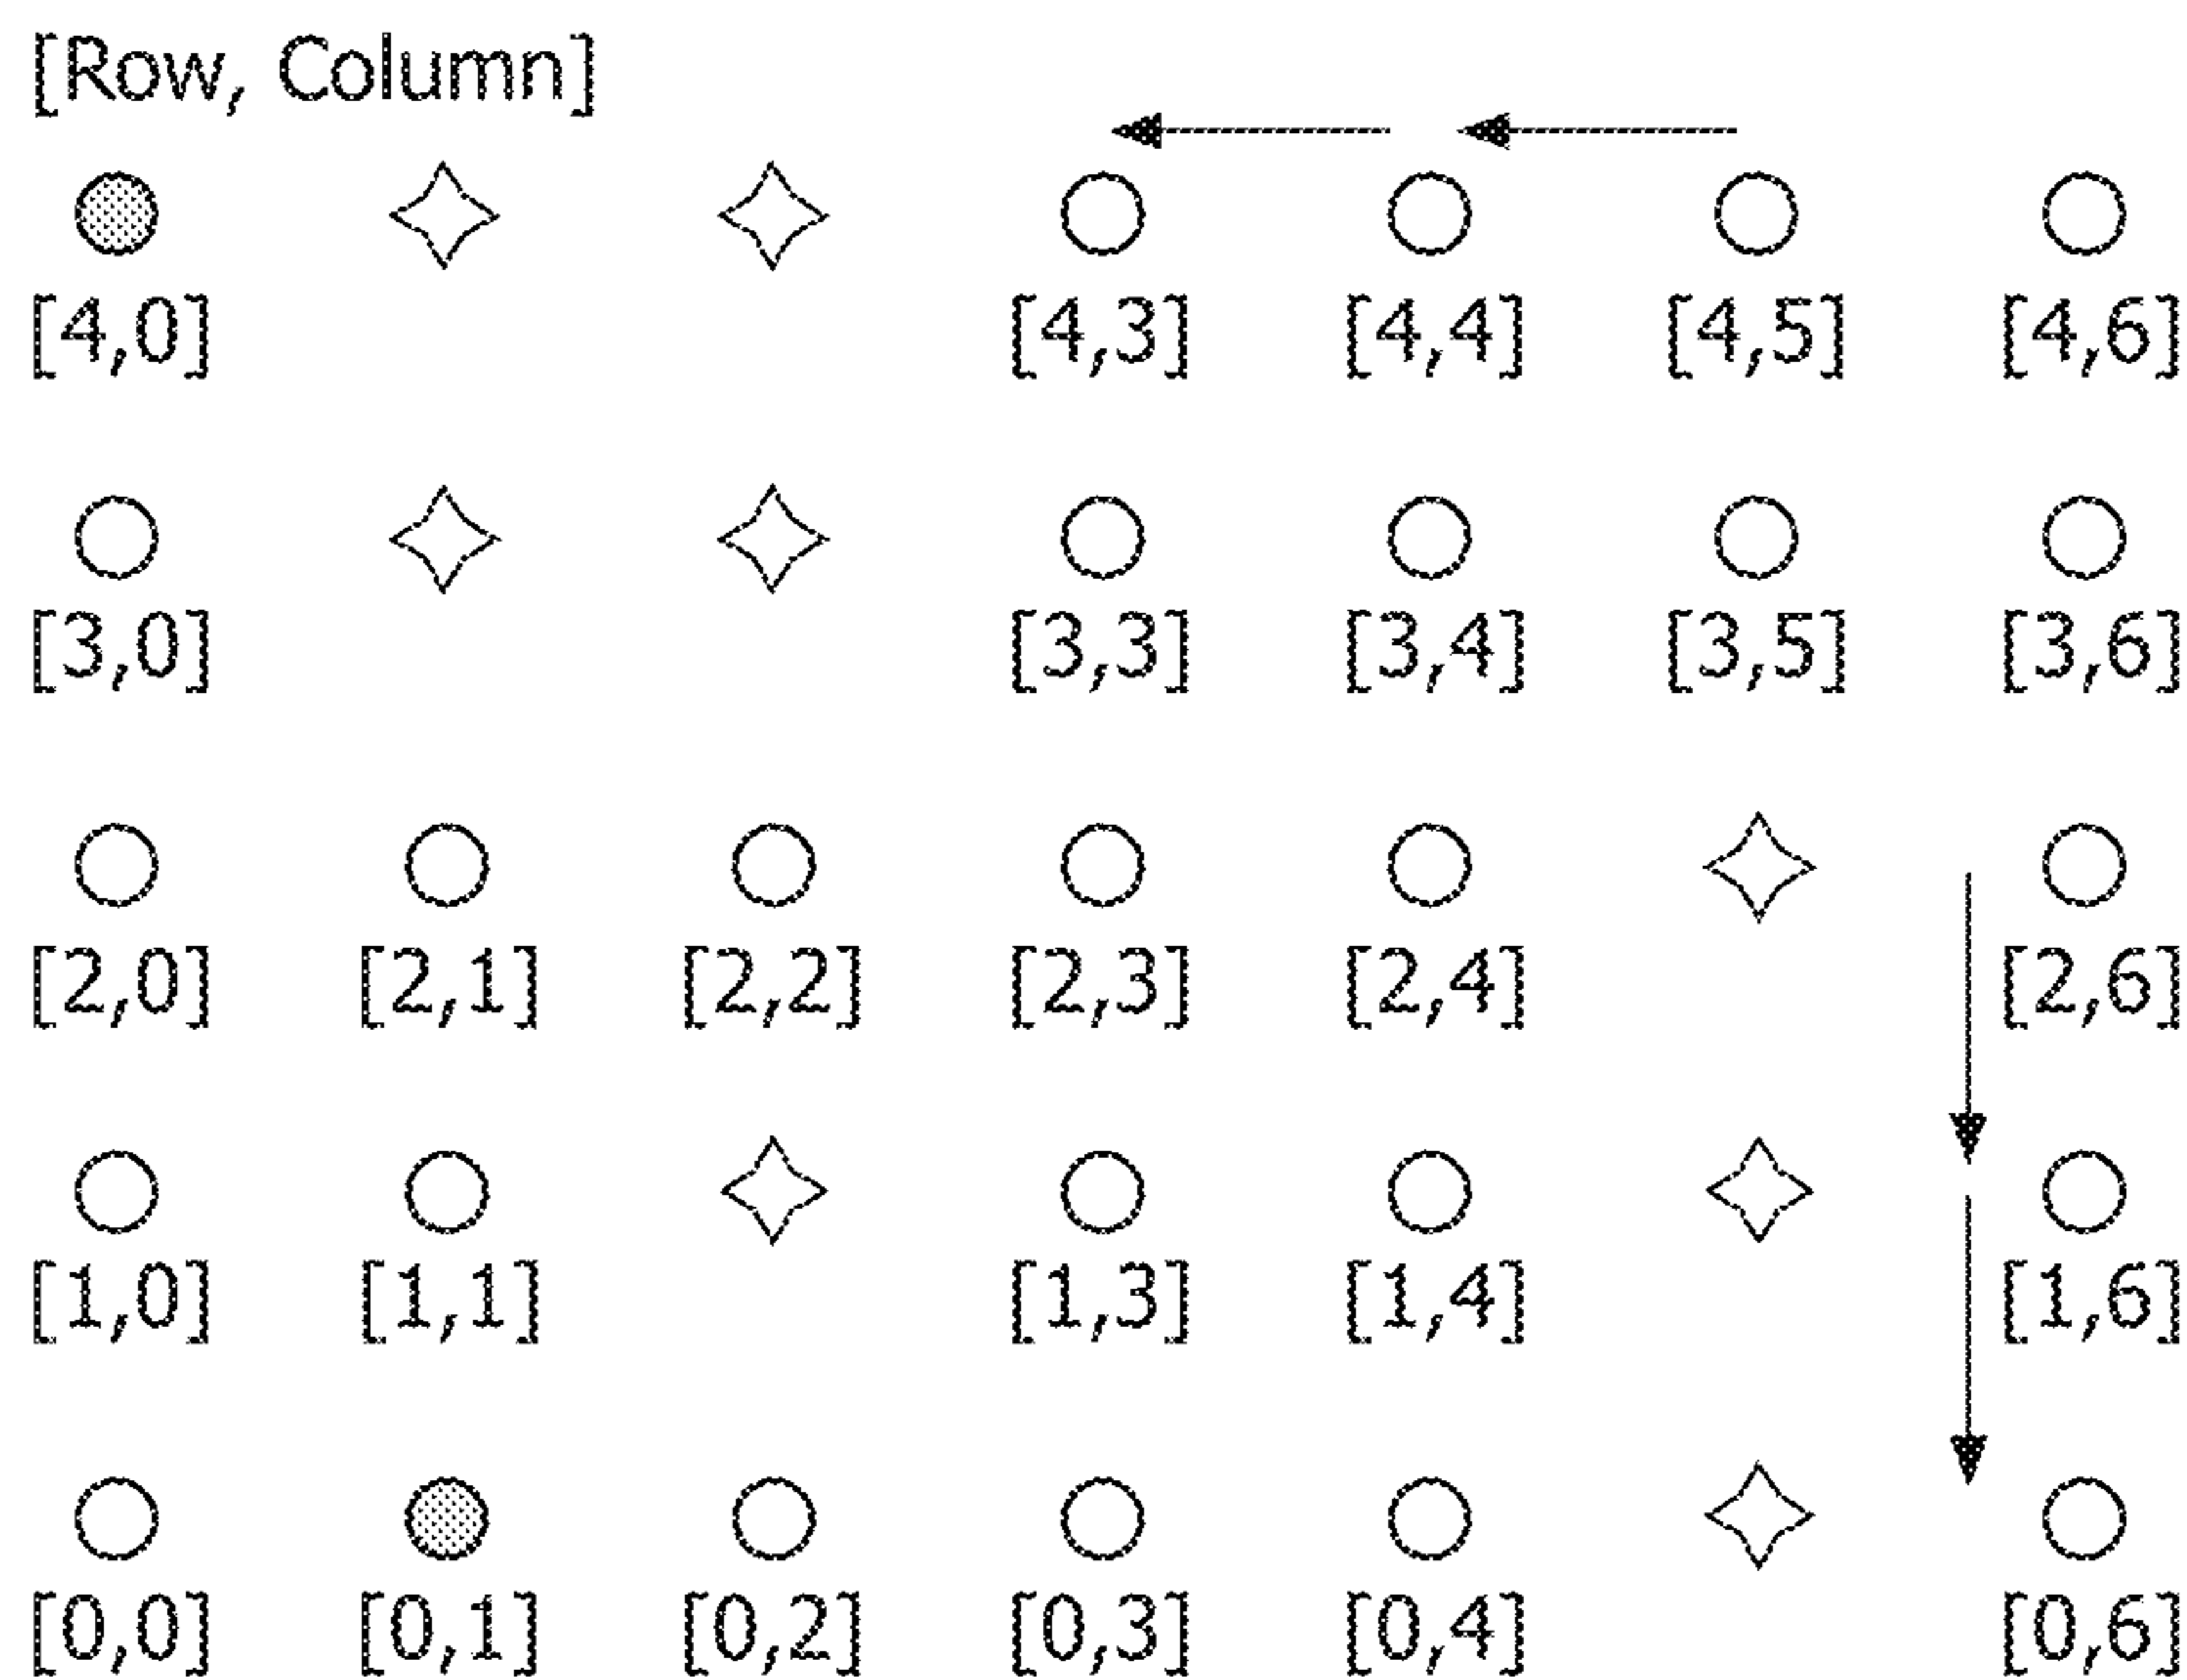 [Row, Column]
[4,0] [4,3] [4,4] [4,5] [4,6]
[3,0] [3,3] [3,4] [3,5] [3,6]
[2,0] [2,1] [2,2] [2,3] [2,4] [2,6]
[1,0] [1,1] [1,3] [1,4] [1,6]
[0,0] [0,1] [0,2] [0,3] [0,4] [0,6]